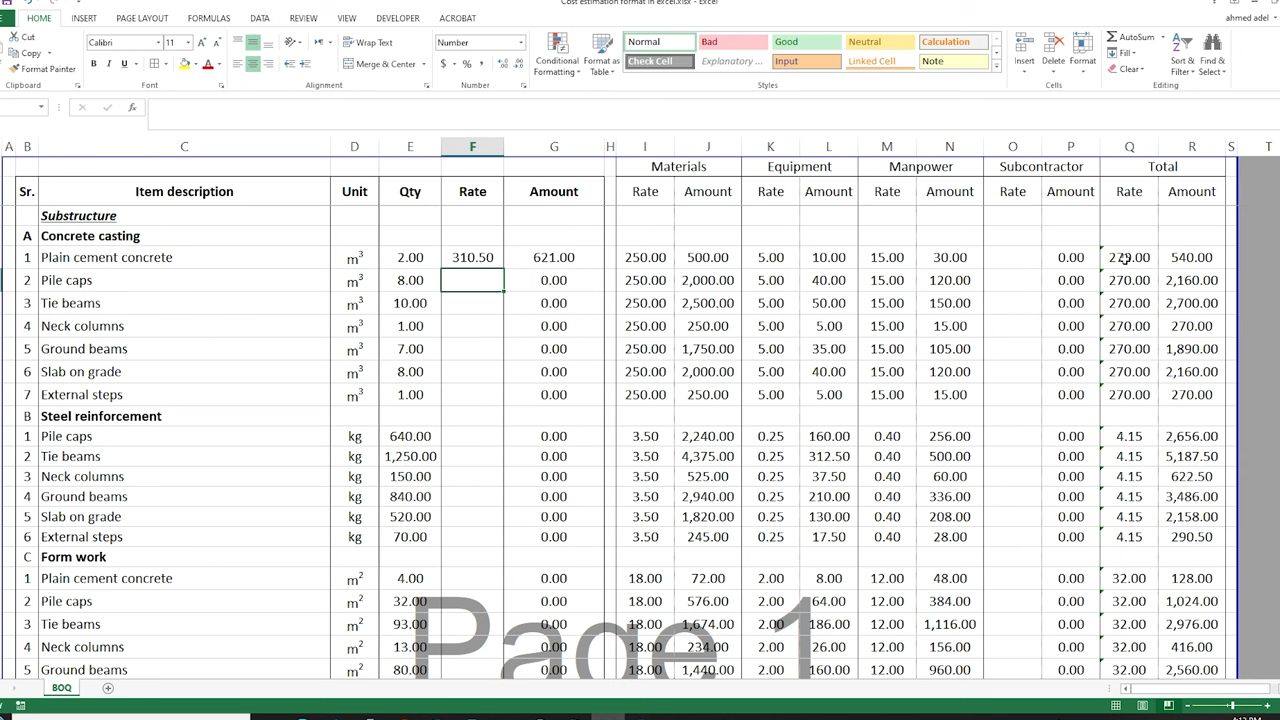 Cost estimation format in excel.xlsx - Excel
HOME INSERT PAGE LAYOUT FORMULAS DATA REVIEW VIEW DEVELOPER ACROBAT ahmed adel
Cut
Copy
Format Painter
Clipboard
Calibri 11
B I U
Font
Wrap Text
Merge & Center
Alignment
Number
$ % ,
Number
Conditional Formatting
Format as Table
Normal Bad Good Neutral Calculation
Check Cell Explanatory ... Input Linked Cell Note
Styles
Insert Delete Format
Cells
AutoSum
Fill
Clear
Sort & Filter
Find & Select
Editing
fx
A B C D E F G H I J K L M N O P Q R S T
Materials Equipment Manpower Subcontractor Total
Sr. Item description Unit Qty Rate Amount Rate Amount Rate Amount Rate Amount Rate Amount Rate Amount
Substructure
A Concrete casting
1 Plain cement concrete m³ 2.00 310.50 621.00 250.00 500.00 5.00 10.00 15.00 30.00 0.00 270.00 540.00
2 Pile caps m³ 8.00 0.00 250.00 2,000.00 5.00 40.00 15.00 120.00 0.00 270.00 2,160.00
3 Tie beams m³ 10.00 0.00 250.00 2,500.00 5.00 50.00 15.00 150.00 0.00 270.00 2,700.00
4 Neck columns m³ 1.00 0.00 250.00 250.00 5.00 5.00 15.00 15.00 0.00 270.00 270.00
5 Ground beams m³ 7.00 0.00 250.00 1,750.00 5.00 35.00 15.00 105.00 0.00 270.00 1,890.00
6 Slab on grade m³ 8.00 0.00 250.00 2,000.00 5.00 40.00 15.00 120.00 0.00 270.00 2,160.00
7 External steps m³ 1.00 0.00 250.00 250.00 5.00 5.00 15.00 15.00 0.00 270.00 270.00
B Steel reinforcement
1 Pile caps kg 640.00 0.00 3.50 2,240.00 0.25 160.00 0.40 256.00 0.00 4.15 2,656.00
2 Tie beams kg 1,250.00 0.00 3.50 4,375.00 0.25 312.50 0.40 500.00 0.00 4.15 5,187.50
3 Neck columns kg 150.00 0.00 3.50 525.00 0.25 37.50 0.40 60.00 0.00 4.15 622.50
4 Ground beams kg 840.00 0.00 3.50 2,940.00 0.25 210.00 0.40 336.00 0.00 4.15 3,486.00
5 Slab on grade kg 520.00 0.00 3.50 1,820.00 0.25 130.00 0.40 208.00 0.00 4.15 2,158.00
6 External steps kg 70.00 0.00 3.50 245.00 0.25 17.50 0.40 28.00 0.00 4.15 290.50
C Form work
1 Plain cement concrete m² 4.00 0.00 18.00 72.00 2.00 8.00 12.00 48.00 0.00 32.00 128.00
2 Pile caps m² 32.00 0.00 18.00 576.00 2.00 64.00 12.00 384.00 0.00 32.00 1,024.00
3 Tie beams m² 93.00 0.00 18.00 1,674.00 2.00 186.00 12.00 1,116.00 0.00 32.00 2,976.00
4 Neck columns m² 13.00 0.00 18.00 234.00 2.00 26.00 12.00 156.00 0.00 32.00 416.00
5 Ground beams m² 80.00 0.00 18.00 1,440.00 2.00 160.00 12.00 960.00 0.00 32.00 2,560.00
Page 1
BOQ